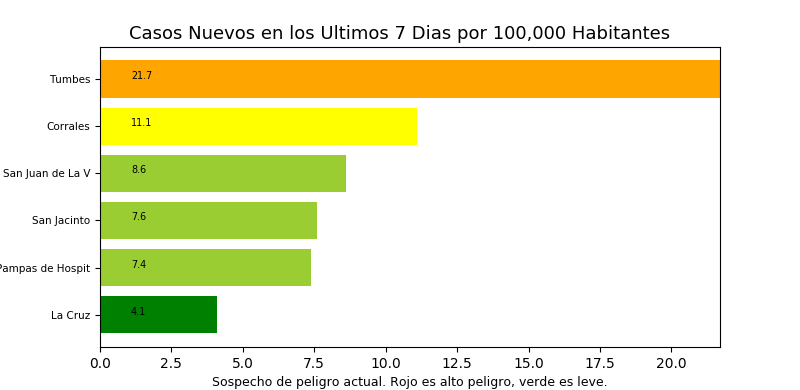 Casos Nuevos en los Ultimos 7 Dias por 100,000 Habitantes
Tumbes 21.7
Corrales 11.1
San Juan de La V 8.6
San Jacinto 7.6
Pampas de Hospit 7.4
La Cruz 4.1
0.0 2.5 5.0 7.5 10.0 12.5 15.0 17.5 20.0
Sospecho de peligro actual. Rojo es alto peligro, verde es leve.